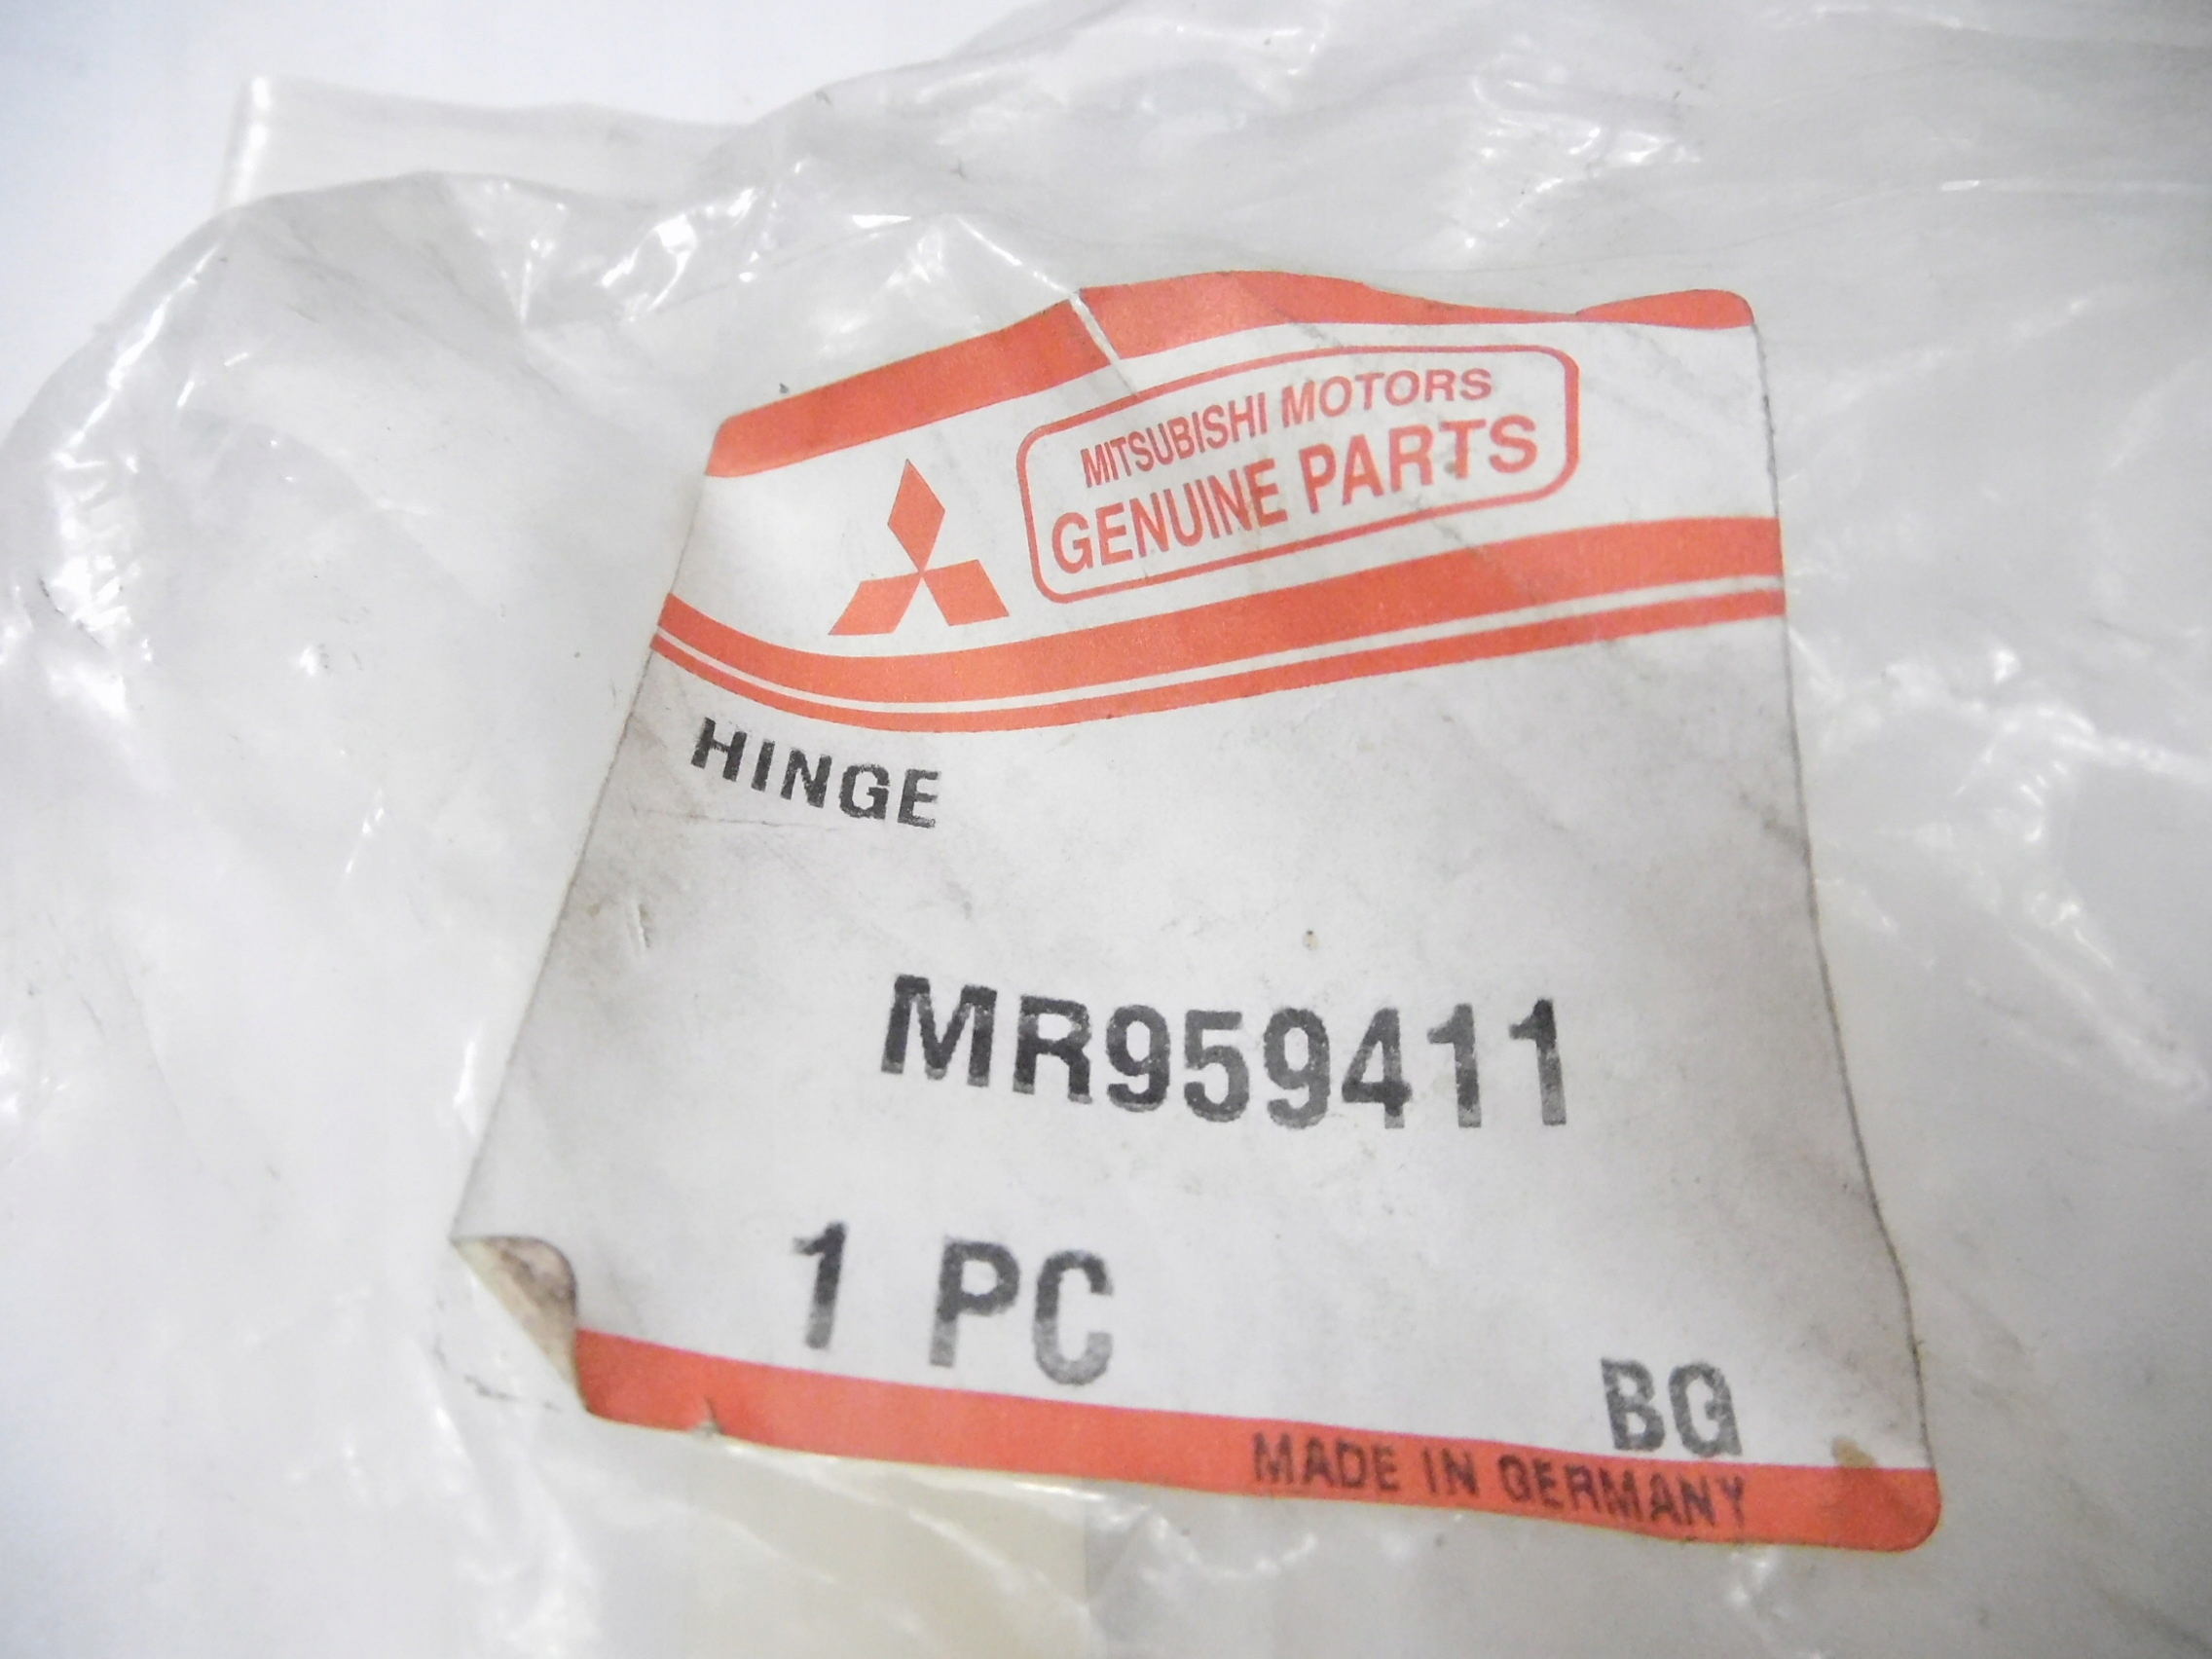 MITSUBISHI MOTORS
GENUINE PARTS
HINGE
MR959411
1 PC
BG
MADE IN GERMANY